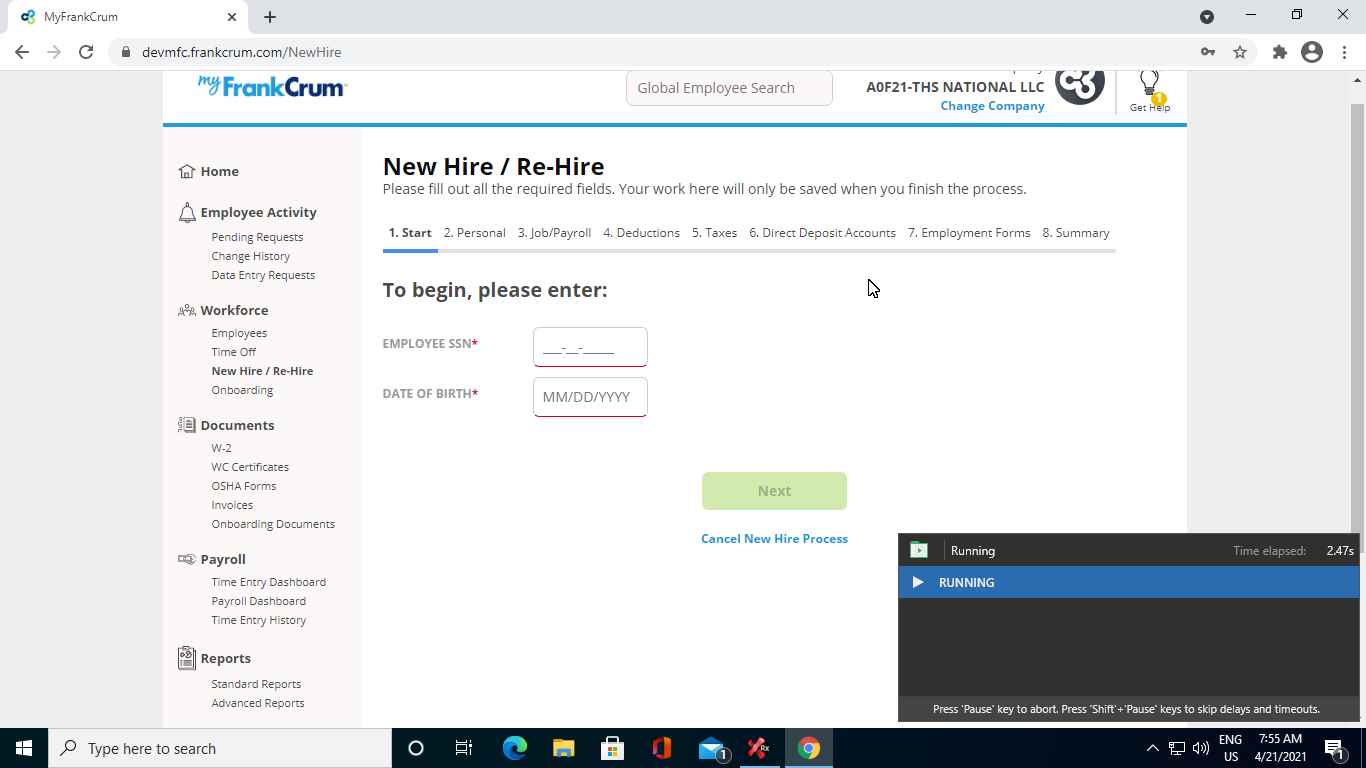 MyFrankCrum
devmfc.frankcrum.com/NewHire
my FrankCrum
Global Employee Search
A0F21-THS NATIONAL LLC
Change Company
1
Get Help
Home
Employee Activity
Pending Requests
Change History
Data Entry Requests
Workforce
Employees
Time Off
New Hire / Re-Hire
Onboarding
Documents
W-2
WC Certificates
OSHA Forms
Invoices
Onboarding Documents
Payroll
Time Entry Dashboard
Payroll Dashboard
Time Entry History
Reports
Standard Reports
Advanced Reports
New Hire / Re-Hire
Please fill out all the required fields. Your work here will only be saved when you finish the process.
1. Start 2. Personal 3. Job/Payroll 4. Deductions 5. Taxes 6. Direct Deposit Accounts 7. Employment Forms 8. Summary
To begin, please enter:
EMPLOYEE SSN* ___-__-____
DATE OF BIRTH* MM/DD/YYYY
Next
Cancel New Hire Process
Running Time elapsed: 2.47s
RUNNING
Press 'Pause' key to abort. Press 'Shift'+'Pause' keys to skip delays and timeouts.
Type here to search
1
Rx
ENG
US
7:55 AM
4/21/2021
1